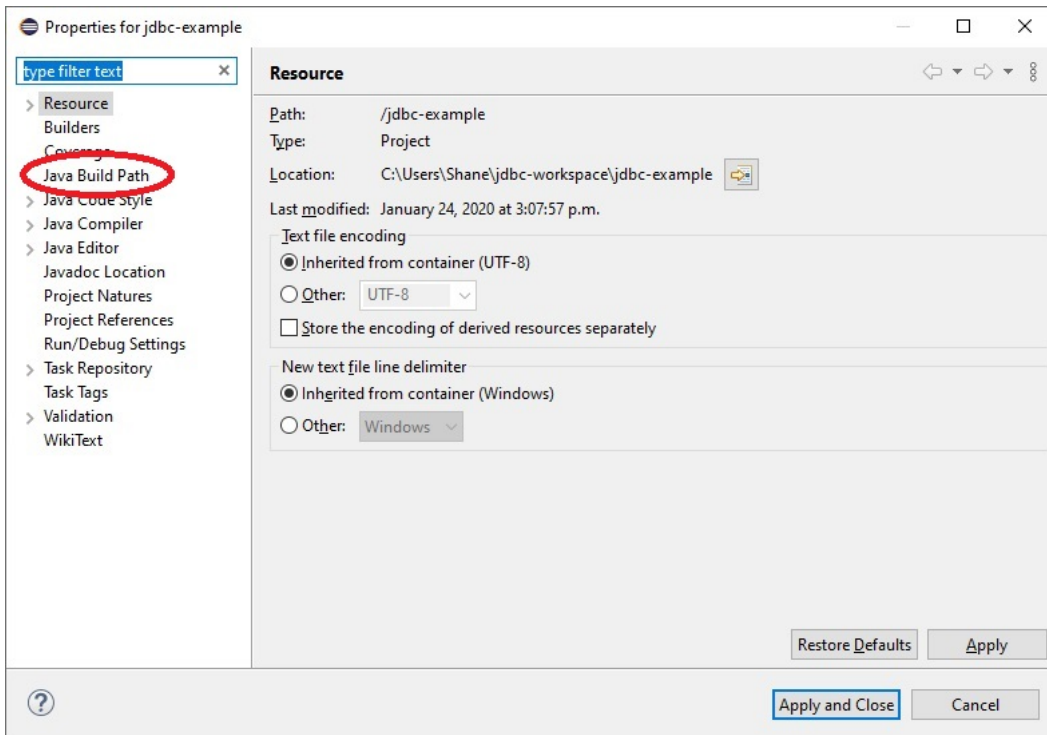 Properties for jdbc-example
type filter text
Resource
Builders
Coverage
Java Build Path
Java Code Style
Java Compiler
Java Editor
Javadoc Location
Project Natures
Project References
Run/Debug Settings
Task Repository
Task Tags
Validation
WikiText
Resource
Path: /jdbc-example
Type: Project
Location: C:\Users\Shane\jdbc-workspace\jdbc-example
Last modified: January 24, 2020 at 3:07:57 p.m.
Text file encoding
Inherited from container (UTF-8)
Other: UTF-8
Store the encoding of derived resources separately
New text file line delimiter
Inherited from container (Windows)
Other: Windows
Restore Defaults Apply
? Apply and Close Cancel